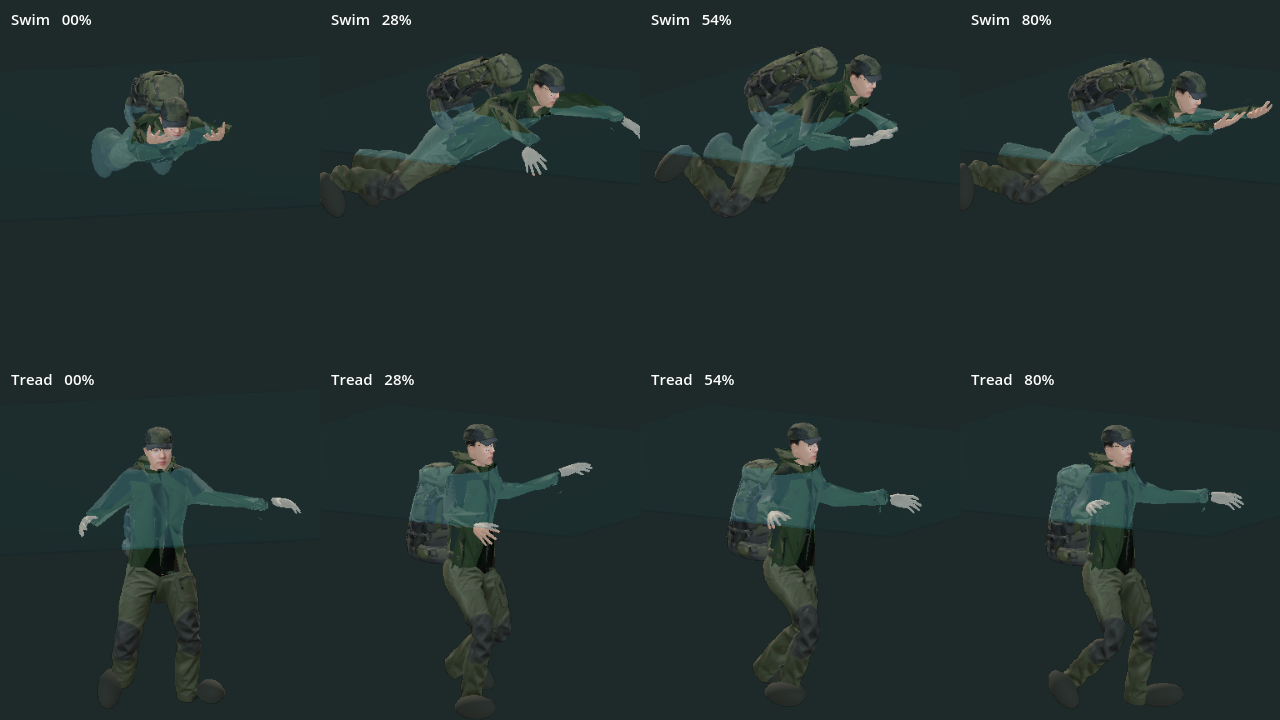 Swim 00%
Swim 28%
Swim 54%
Swim 80%
Tread 00%
Tread 28%
Tread 54%
Tread 80%